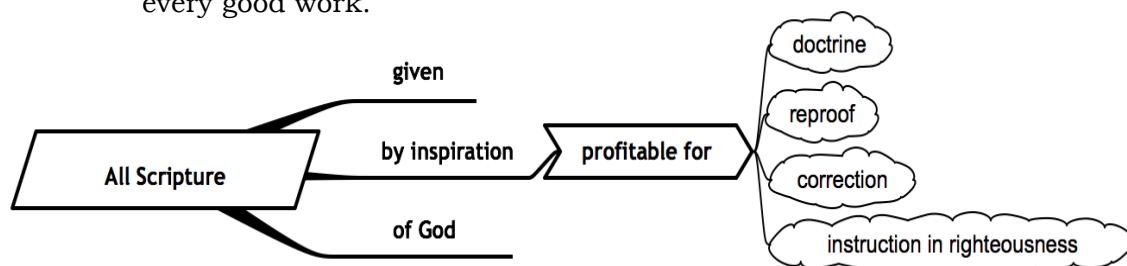 every good work.
given
All Scripture
by inspiration
of God
profitable for
doctrine
reproof
correction
instruction in righteousness